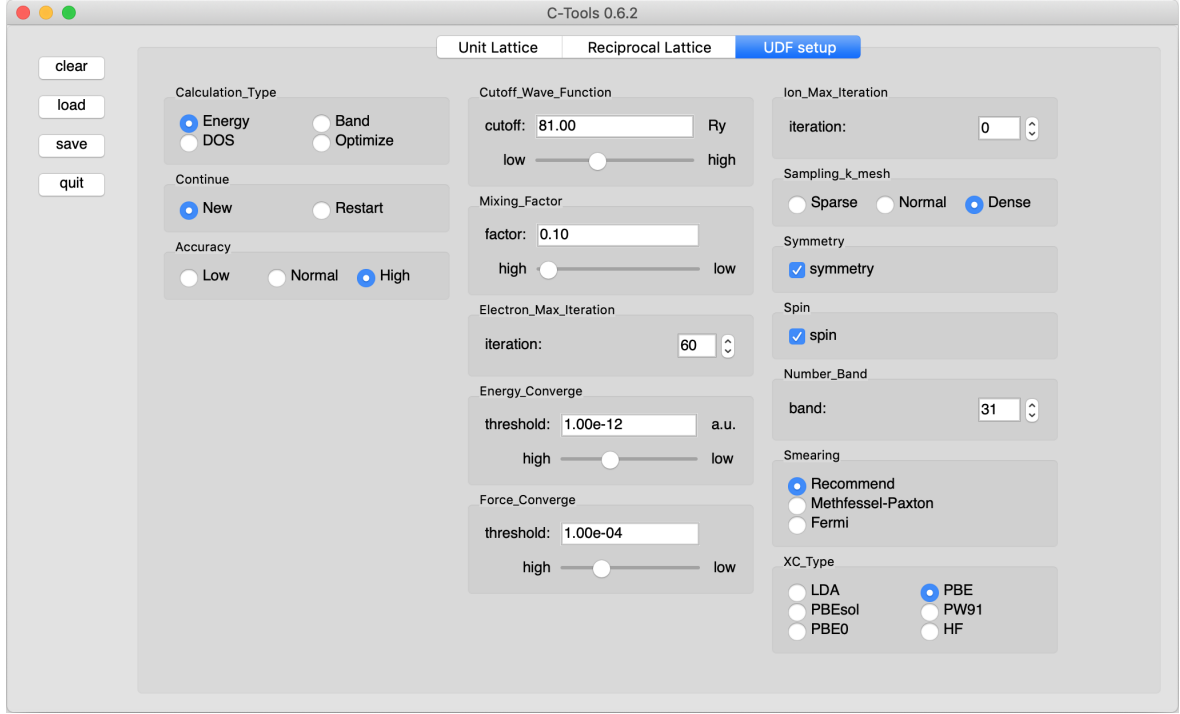 C-Tools 0.6.2
Unit Lattice Reciprocal Lattice UDF setup
clear
load
save
quit
Calculation_Type
Energy Band
DOS Optimize
Continue
New Restart
Accuracy
Low Normal High
Cutoff_Wave_Function
cutoff: 81.00 Ry
low high
Mixing_Factor
factor: 0.10
high low
Electron_Max_Iteration
iteration: 60
Energy_Converge
threshold: 1.00e-12 a.u.
high low
Force_Converge
threshold: 1.00e-04
high low
Ion_Max_Iteration
iteration: 0
Sampling_k_mesh
Sparse Normal Dense
Symmetry
symmetry
Spin
spin
Number_Band
band: 31
Smearing
Recommend
Methfessel-Paxton
Fermi
XC_Type
LDA PBE
PBEsol PW91
PBE0 HF